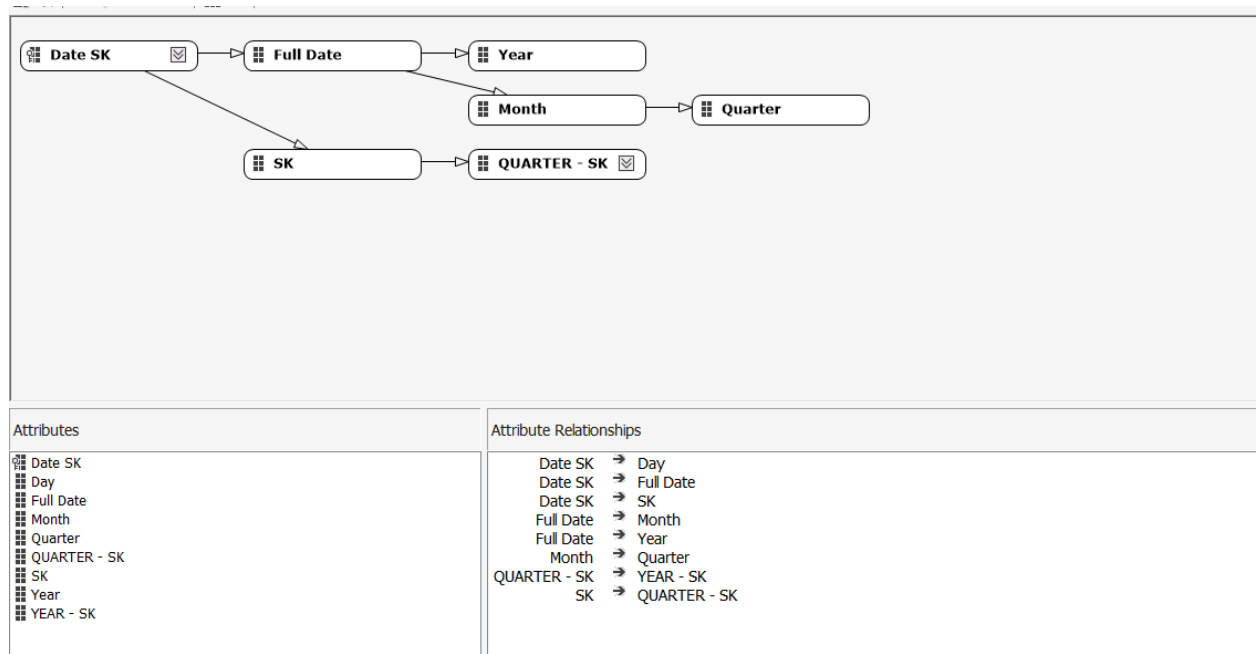 Date SK
Full Date
Year
Month
Quarter
SK
QUARTER - SK
Attributes
Date SK
Day
Full Date
Month
Quarter
QUARTER - SK
SK
Year
YEAR - SK
Attribute Relationships
Date SK ➔ Day
Date SK ➔ Full Date
Date SK ➔ SK
Full Date ➔ Month
Full Date ➔ Year
Month ➔ Quarter
QUARTER - SK ➔ YEAR - SK
SK ➔ QUARTER - SK